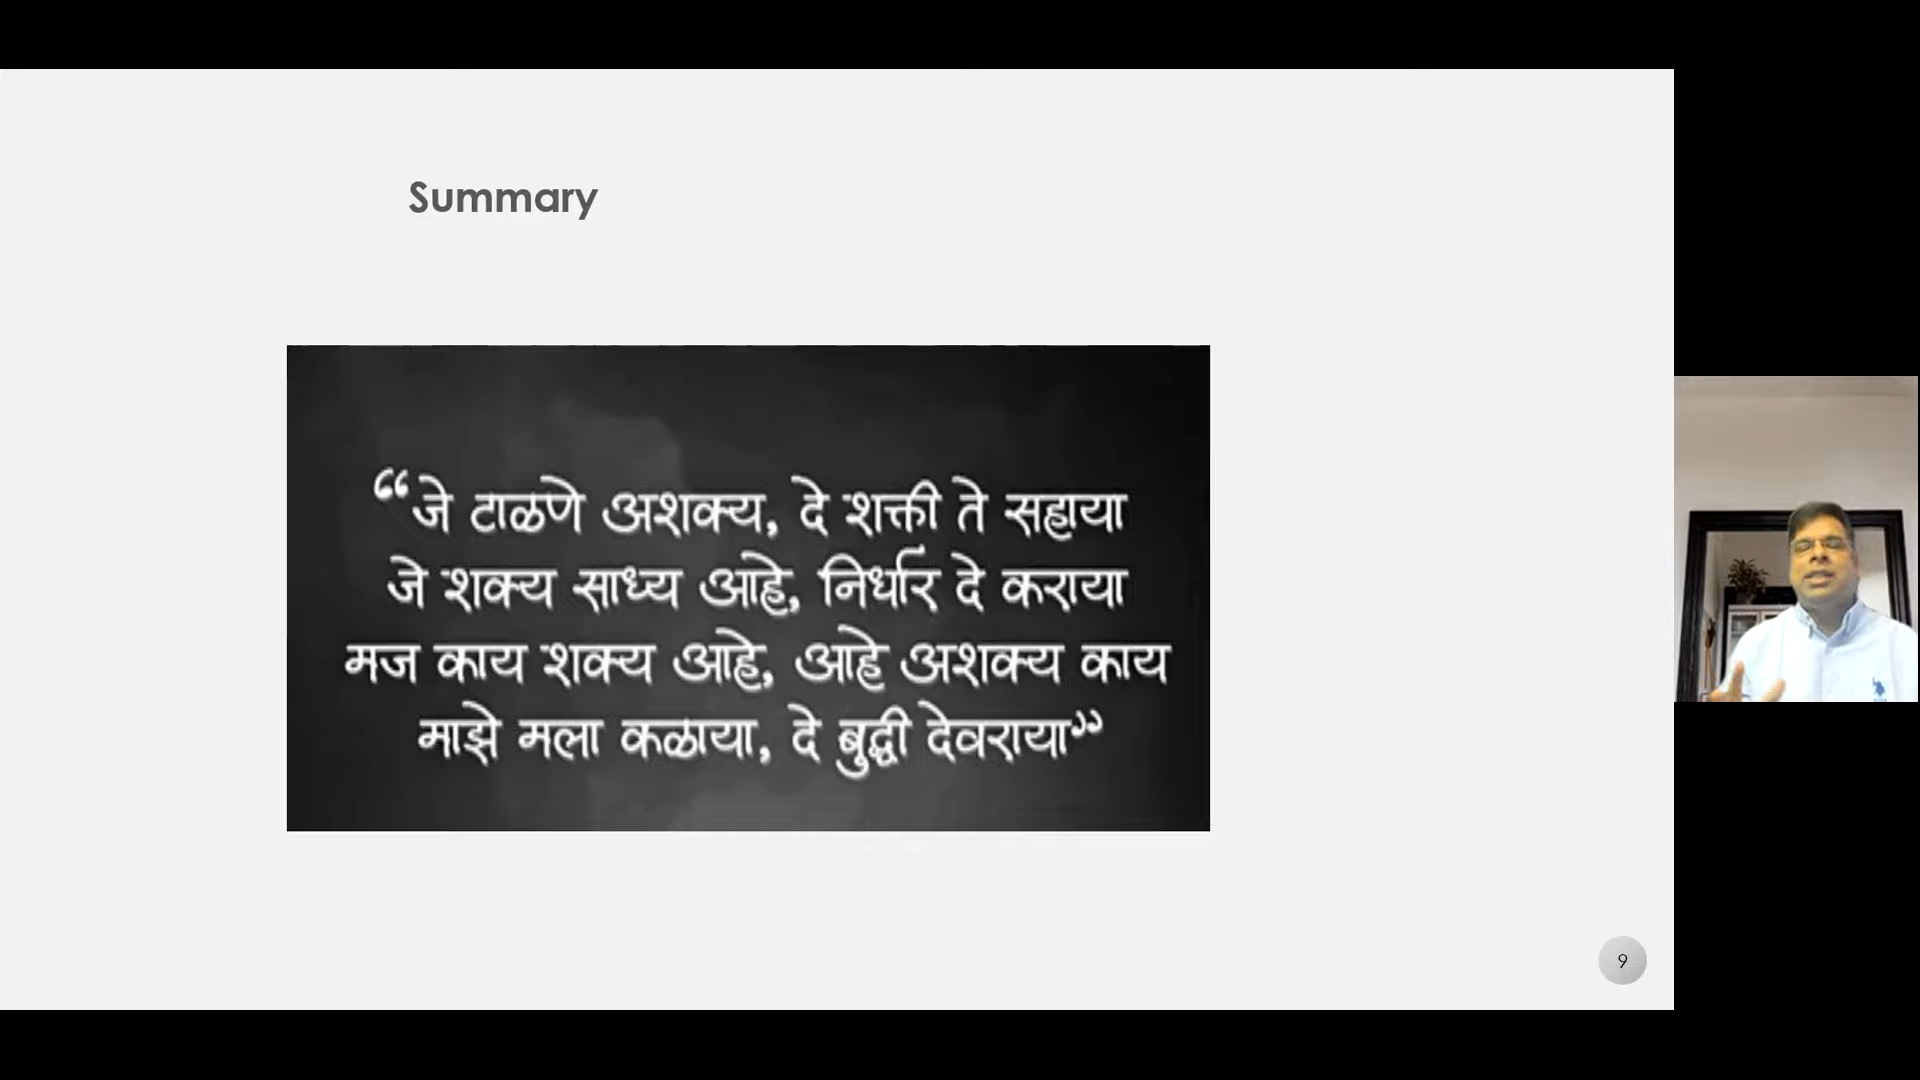 Summary
“जे टाळणे अशक्य, दे शक्ती ते सहाया
जे शक्य साध्य आहे, निर्धार दे कराया
मज काय शक्य आहे, आहे अशक्य काय
माझे मला कळाया, दे बुद्धी देवराया”
9